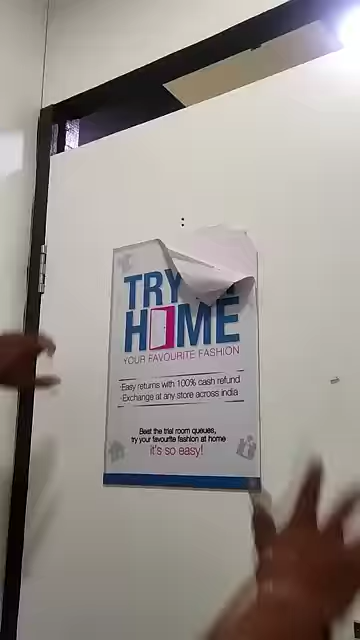 TRY
HOME
YOUR FAVOURITE FASHION
·Easy returns with 100% cash refund
·Exchange at any store across india
Beat the trial room queues,
try your favourite fashion at home
it's so easy!